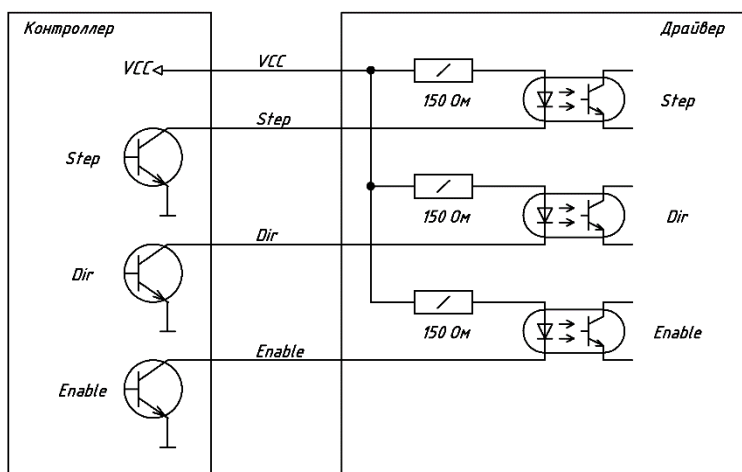 Контроллер
Драйвер
VCC
VCC
150 Ом
Step
Step
Step
150 Ом
Dir
Dir
Dir
150 Ом
Enable
Enable
Enable